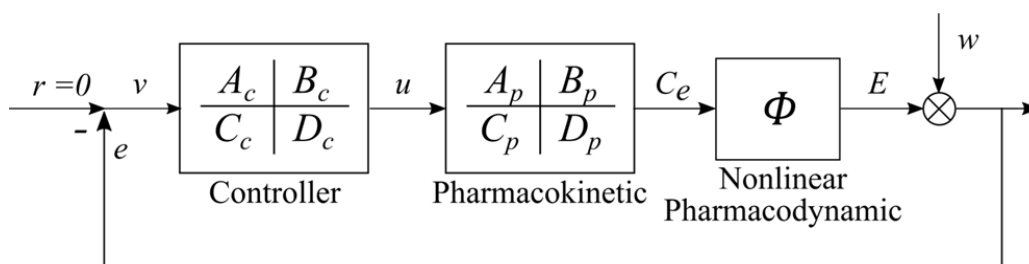 r =0 v u C_e E w
- e
A_c B_c
C_c D_c
A_p B_p
C_p D_p
Φ
Controller
Pharmacokinetic
Nonlinear
Pharmacodynamic